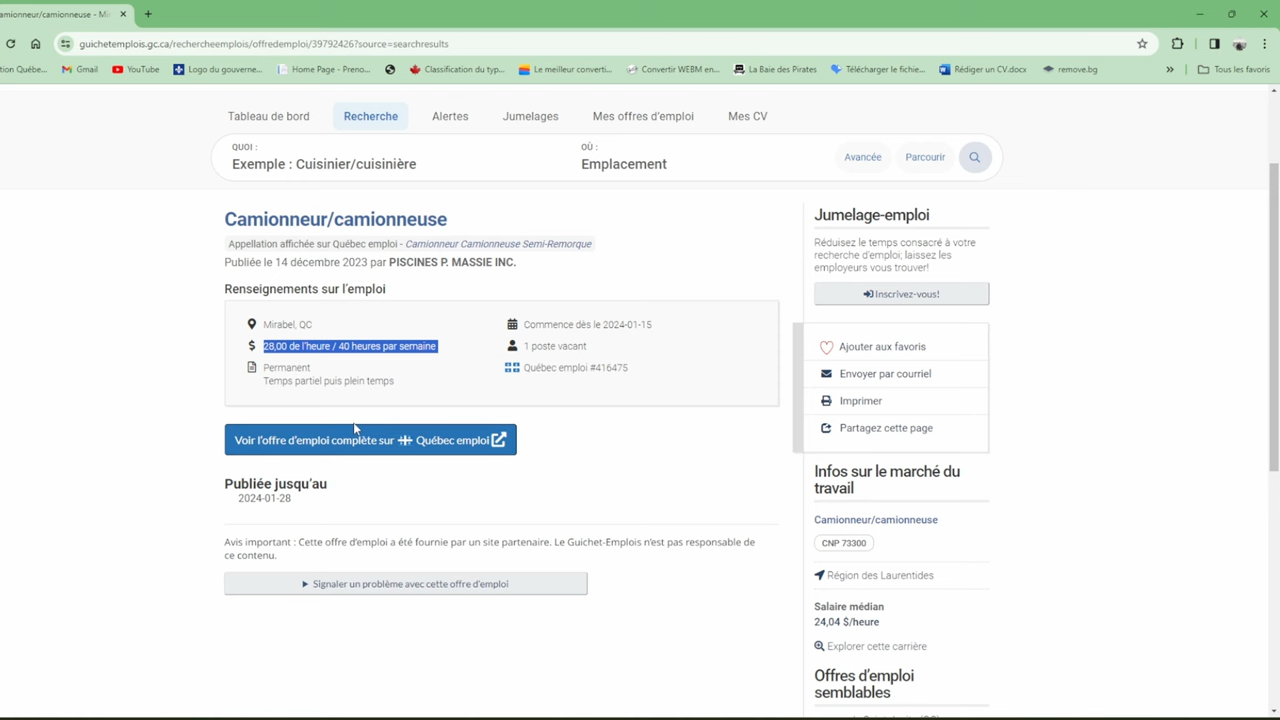 amionneur/camionneuse - Mi
guichetemplois.gc.ca/rechercheemplois/offredemploi/39792426?source=searchresults
tion Québe...
Gmail
YouTube
Logo du gouverne...
Home Page - Preno...
Classification du typ...
Le meilleur converti...
Convertir WEBM en...
La Baie des Pirates
Télécharger le fichie...
Rédiger un CV.docx
remove.bg
»
Tous les favoris
Tableau de bord
Recherche
Alertes
Jumelages
Mes offres d'emploi
Mes CV
QUOI :
Exemple : Cuisinier/cuisinière
OÙ :
Emplacement
Avancée
Parcourir
Camionneur/camionneuse
Appellation affichée sur Québec emploi - Camionneur Camionneuse Semi-Remorque
Publiée le 14 décembre 2023 par PISCINES P. MASSIE INC.
Renseignements sur l'emploi
Mirabel, QC
$ 28,00 de l'heure / 40 heures par semaine
Permanent
Temps partiel puis plein temps
Commence dès le 2024-01-15
1 poste vacant
Québec emploi #416475
Voir l'offre d'emploi complète sur Québec emploi
Publiée jusqu'au
2024-01-28
Avis important : Cette offre d'emploi a été fournie par un site partenaire. Le Guichet-Emplois n'est pas responsable de
ce contenu.
Signaler un problème avec cette offre d'emploi
Jumelage-emploi
Réduisez le temps consacré à votre
recherche d'emploi; laissez les
employeurs vous trouver!
Inscrivez-vous!
Ajouter aux favoris
Envoyer par courriel
Imprimer
Partagez cette page
Infos sur le marché du
travail
Camionneur/camionneuse
CNP 73300
Région des Laurentides
Salaire médian
24,04 $/heure
Explorer cette carrière
Offres d'emploi
semblables